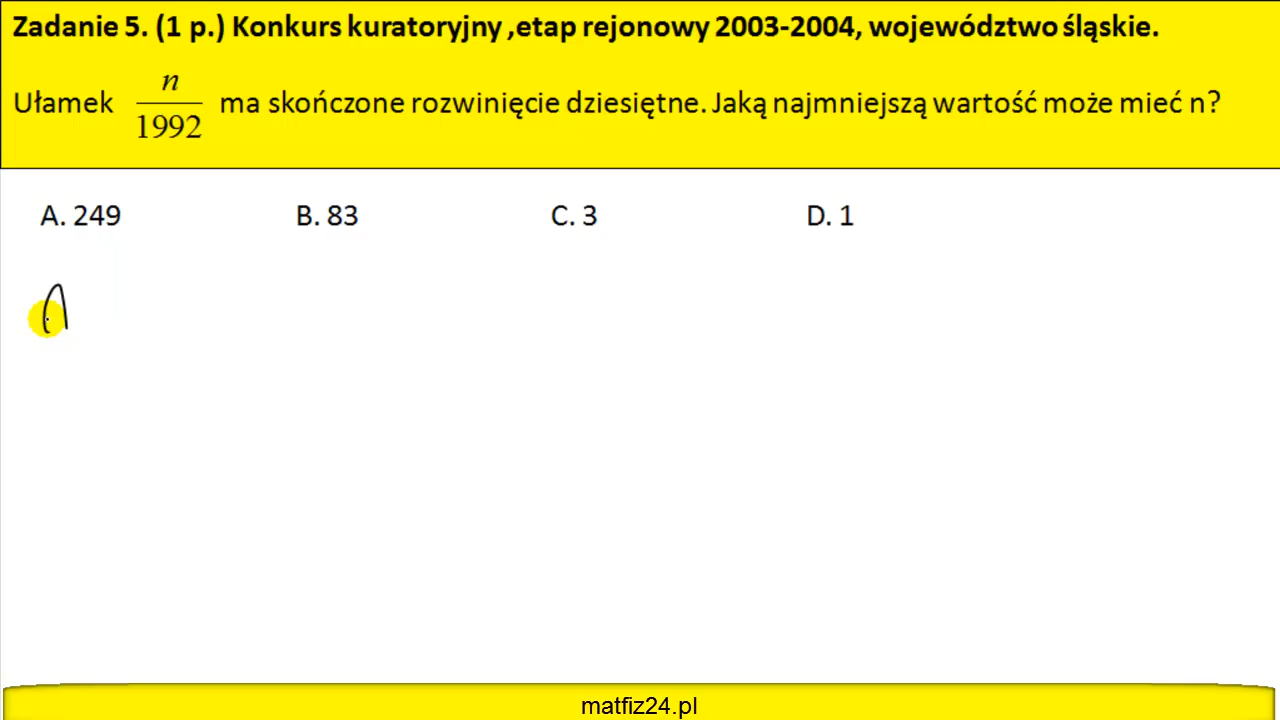 Zadanie 5. (1 p.) Konkurs kuratoryjny ,etap rejonowy 2003-2004, województwo śląskie.
Ułamek n/1992 ma skończone rozwinięcie dziesiętne. Jaką najmniejszą wartość może mieć n?
A. 249 B. 83 C. 3 D. 1
matfiz24.pl